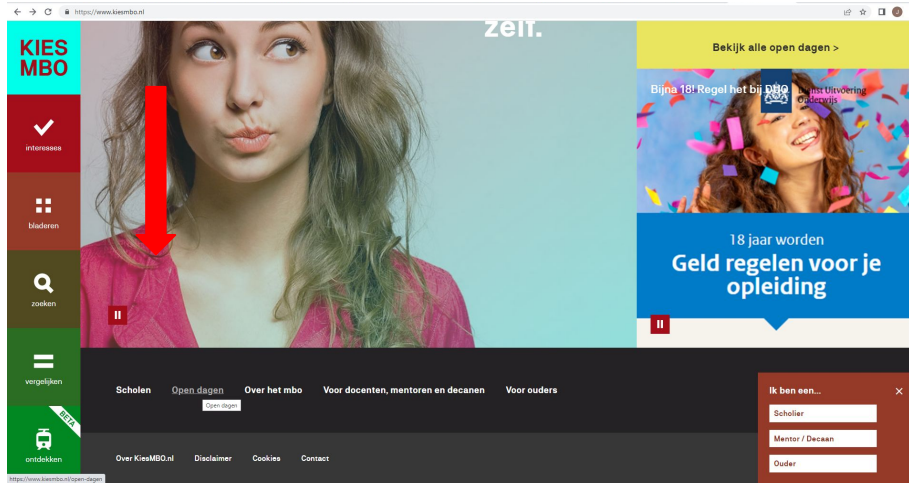 https://www.kiesmbo.nl
KIES
MBO
interesses
bladeren
zoeken
vergelijken
BETA
ontdekken
zelf.
Bekijk alle open dagen >
Bijna 18! Regel het bij DUO.
Dienst Uitvoering
Onderwijs
18 jaar worden
Geld regelen voor je
opleiding
Scholen Open dagen Over het mbo Voor docenten, mentoren en decanen Voor ouders
Open dagen
Over KiesMBO.nl Disclaimer Cookies Contact
Ik ben een...
Scholier
Mentor / Decaan
Ouder
https://www.kiesmbo.nl/open-dagen
J